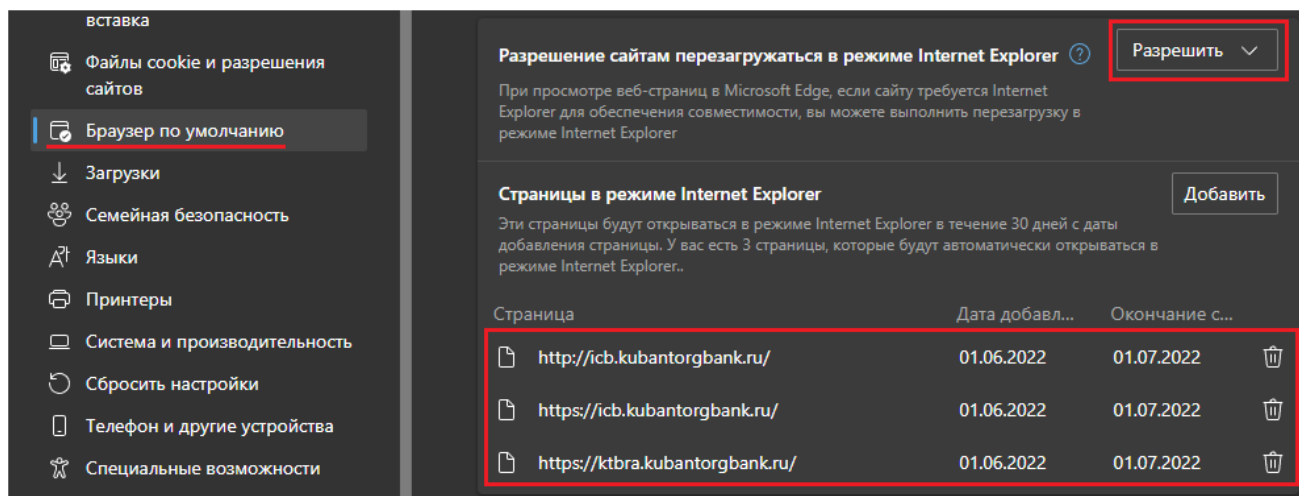 вставка
Файлы cookie и разрешения
сайтов
Браузер по умолчанию
Загрузки
Семейная безопасность
Языки
Принтеры
Система и производительность
Сбросить настройки
Телефон и другие устройства
Специальные возможности
Разрешение сайтам перезагружаться в режиме Internet Explorer ? Разрешить
При просмотре веб-страниц в Microsoft Edge, если сайту требуется Internet
Explorer для обеспечения совместимости, вы можете выполнить перезагрузку в
режиме Internet Explorer
Страницы в режиме Internet Explorer Добавить
Эти страницы будут открываться в режиме Internet Explorer в течение 30 дней с даты
добавления страницы. У вас есть 3 страницы, которые будут автоматически открываться в
режиме Internet Explorer..
Страница Дата добавл... Окончание с...
http://icb.kubantorgbank.ru/ 01.06.2022 01.07.2022
https://icb.kubantorgbank.ru/ 01.06.2022 01.07.2022
https://ktbra.kubantorgbank.ru/ 01.06.2022 01.07.2022